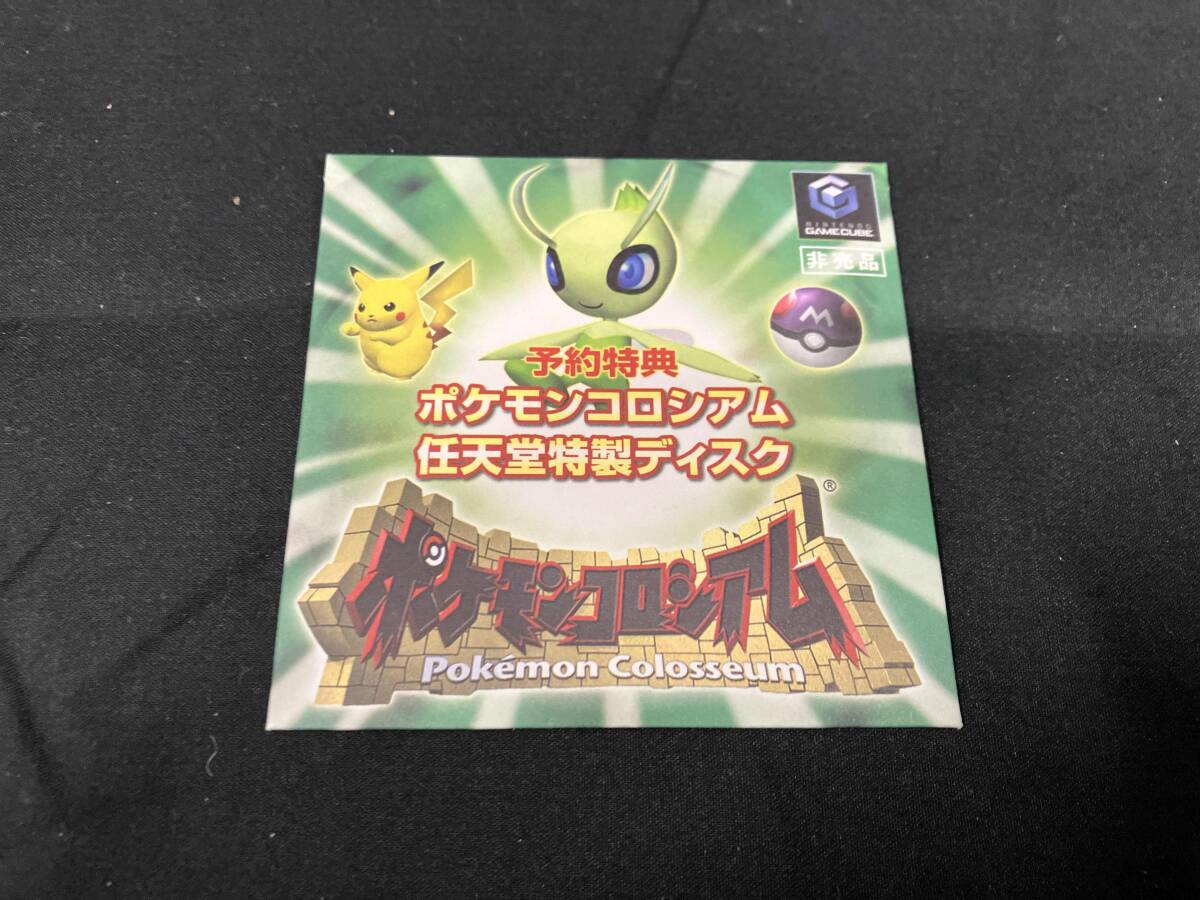 NINTENDO
GAMECUBE
非売品
M
予約特典
ポケモンコロシアム
任天堂特製ディスク
®
ポケモンコロシアム
Pokémon Colosseum